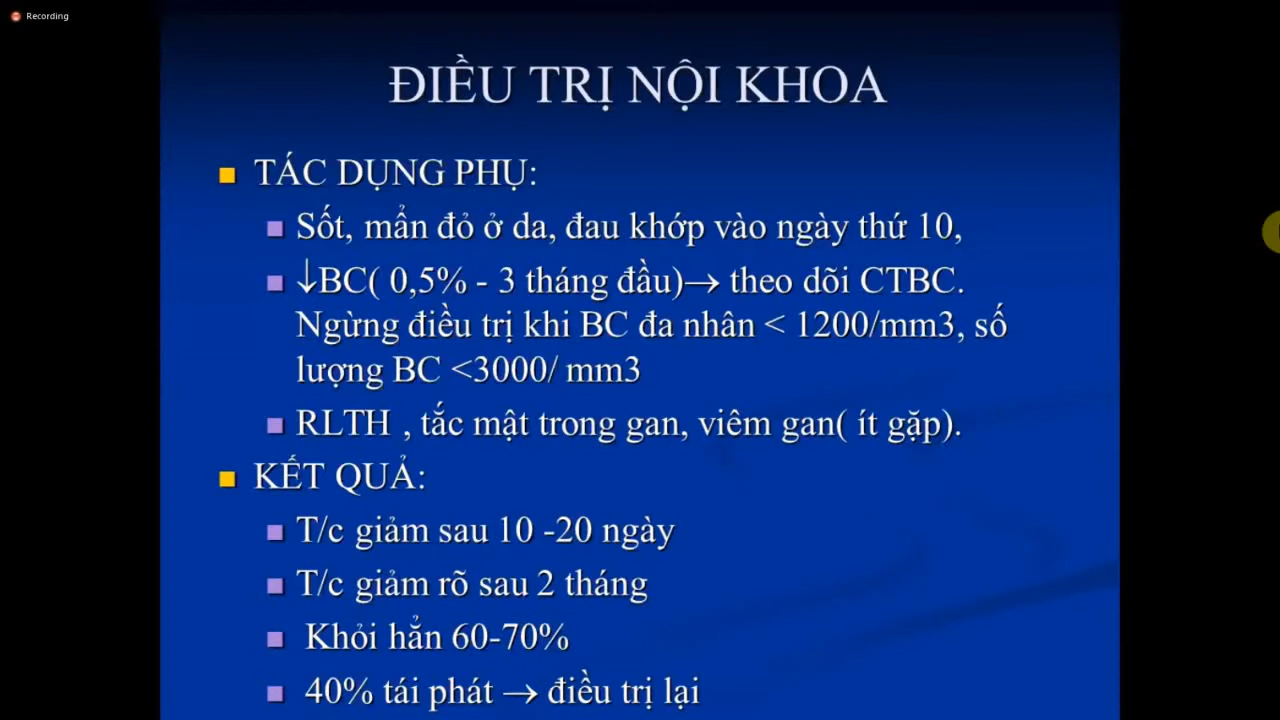 Recording
ĐIỀU TRỊ NỘI KHOA
TÁC DỤNG PHỤ:
Sốt, mẩn đỏ ở da, đau khớp vào ngày thứ 10,
↓BC( 0,5% - 3 tháng đầu)→ theo dõi CTBC.
Ngừng điều trị khi BC đa nhân < 1200/mm3, số
lượng BC <3000/ mm3
RLTH , tắc mật trong gan, viêm gan( ít gặp).
KẾT QUẢ:
T/c giảm sau 10 -20 ngày
T/c giảm rõ sau 2 tháng
Khỏi hẳn 60-70%
40% tái phát → điều trị lại